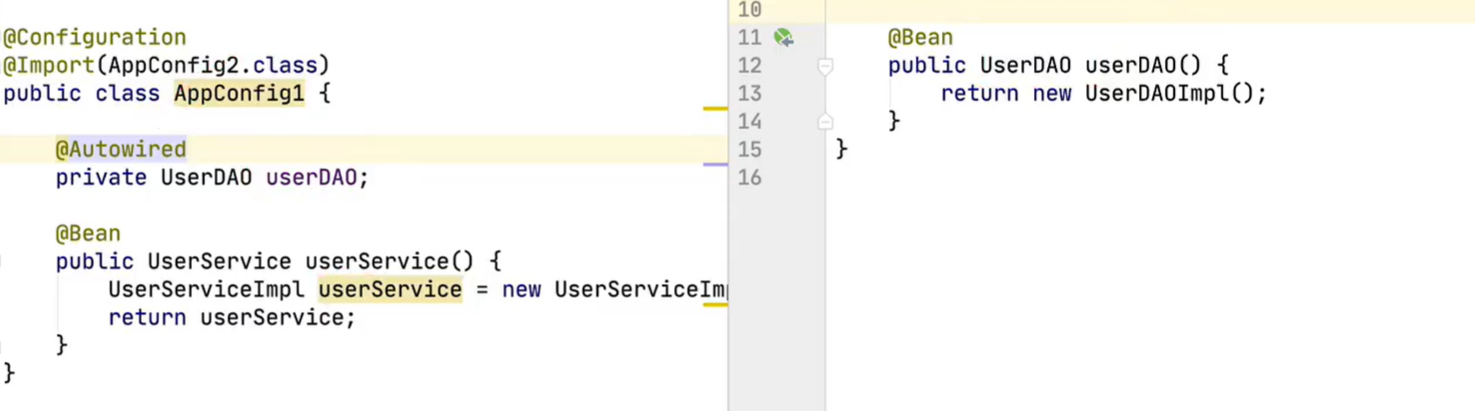 @Configuration
@Import(AppConfig2.class)
public class AppConfig1 {
@Autowired
private UserDAO userDAO;
@Bean
public UserService userService() {
UserServiceImpl userService = new UserServiceIm
return userService;
}
}
10
11 @Bean
12 public UserDAO userDAO() {
13 return new UserDAOImpl();
14 }
15 }
16